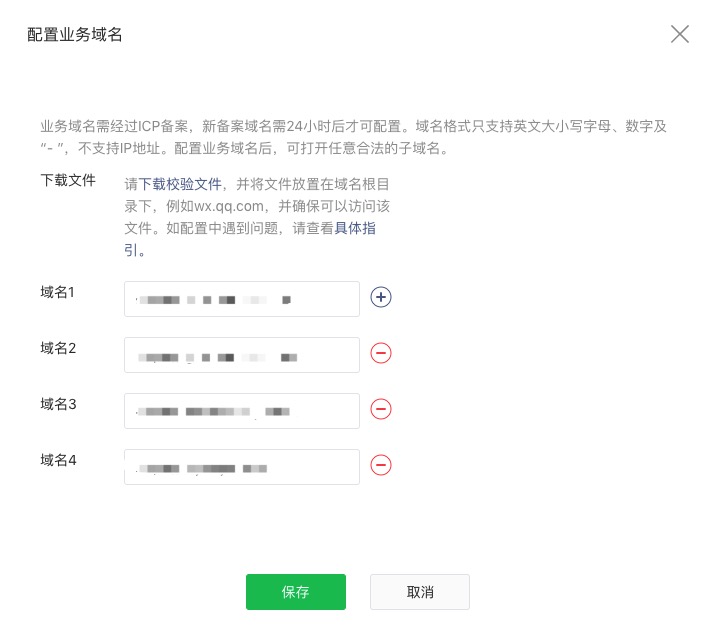 配置业务域名
业务域名需经过ICP备案，新备案域名需24小时后才可配置。域名格式只支持英文大小写字母、数字及
“- ”，不支持IP地址。配置业务域名后，可打开任意合法的子域名。
下载文件
请下载校验文件，并将文件放置在域名根目
录下，例如wx.qq.com，并确保可以访问该
文件。如配置中遇到问题，请查看具体指
引。
域名1
域名2
域名3
域名4
保存
取消